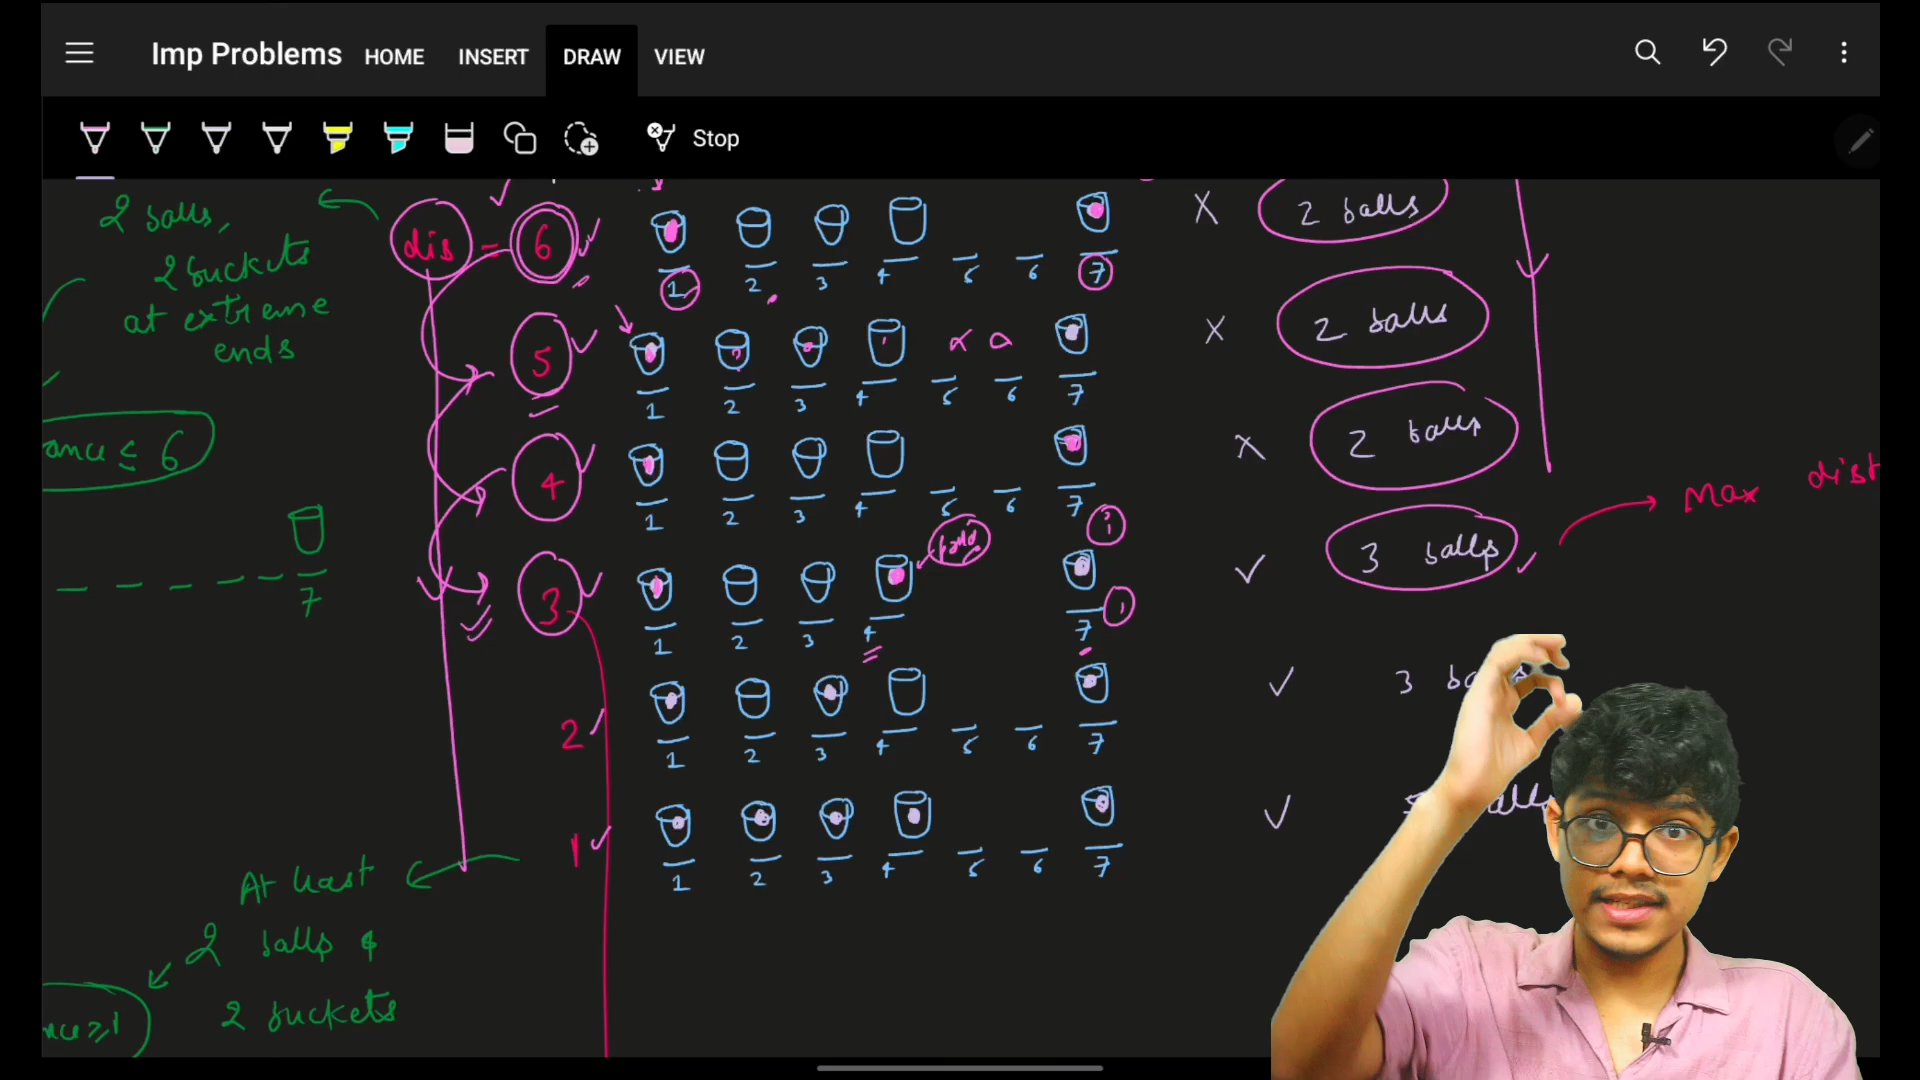 Imp Problems HOME INSERT DRAW VIEW
Stop
2 balls,
2 buckets
at extreme
ends
ance ≤ 6
7
At least
2 balls &
2 buckets
nce ≥ 1
dis = 6
5
4
3
2
1
1 2 3 4 5 6 7
X 2 balls
1 2 3 4 5 6 7
X 2 balls
1 2 3 4 5 6 7
X 2 balls
1 2 3 4 7
✓ 3 balls
Max dist
1 2 3 4 5 6 7
✓ 3
1 2 3 4 5 6 7
✓